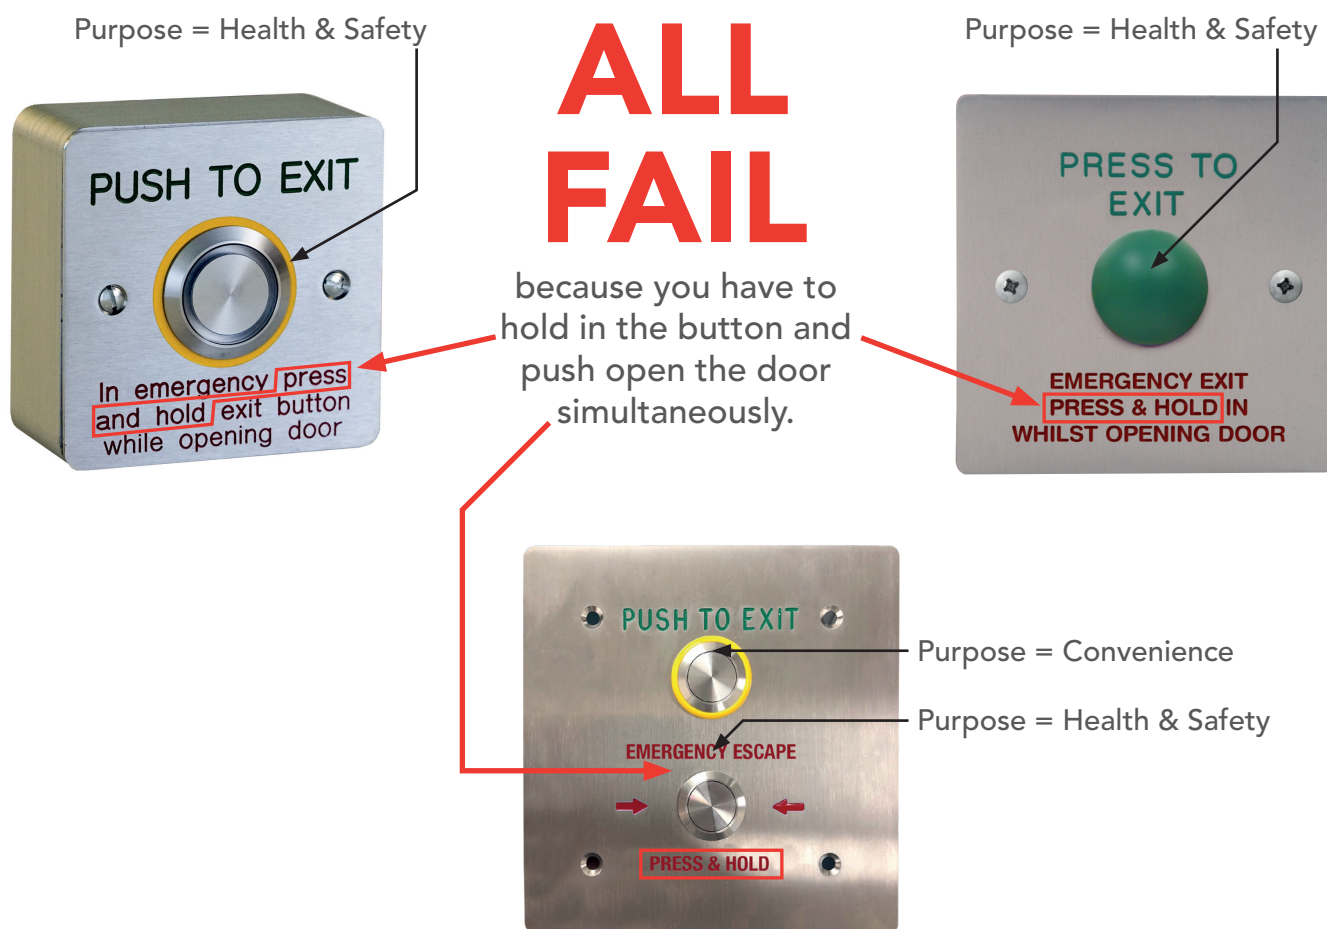 Purpose = Health & Safety
ALL
FAIL
Purpose = Health & Safety
PUSH TO EXIT
In emergency press
and hold exit button
while opening door
because you have to
hold in the button and
push open the door
simultaneously.
PRESS TO
EXIT
EMERGENCY EXIT
PRESS & HOLD IN
WHILST OPENING DOOR
PUSH TO EXIT
Purpose = Convenience
Purpose = Health & Safety
EMERGENCY ESCAPE
PRESS & HOLD